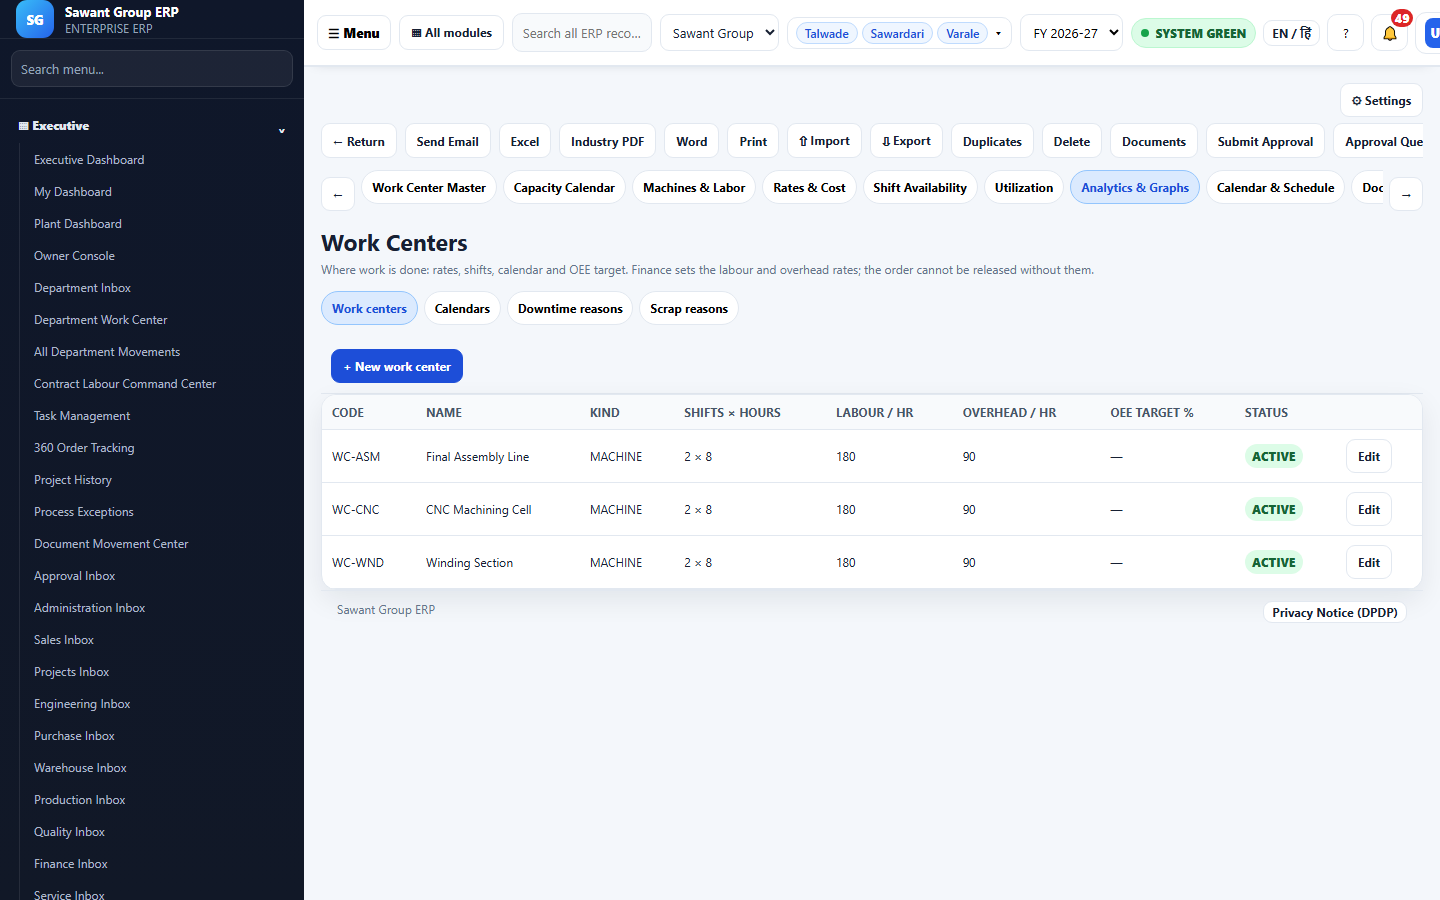 SG Sawant Group ERP
ENTERPRISE ERP
Search menu...
Executive
Executive Dashboard
My Dashboard
Plant Dashboard
Owner Console
Department Inbox
Department Work Center
All Department Movements
Contract Labour Command Center
Task Management
360 Order Tracking
Project History
Process Exceptions
Document Movement Center
Approval Inbox
Administration Inbox
Sales Inbox
Projects Inbox
Engineering Inbox
Purchase Inbox
Warehouse Inbox
Production Inbox
Quality Inbox
Finance Inbox
Service Inbox
☰ Menu All modules Search all ERP reco... Sawant Group Talwade Sawardari Varale FY 2026-27 SYSTEM GREEN EN / हिं ? 49 U
⚙ Settings
← Return Send Email Excel Industry PDF Word Print ⇧ Import ⇩ Export Duplicates Delete Documents Submit Approval Approval Que
← Work Center Master Capacity Calendar Machines & Labor Rates & Cost Shift Availability Utilization Analytics & Graphs Calendar & Schedule Doc →
Work Centers
Where work is done: rates, shifts, calendar and OEE target. Finance sets the labour and overhead rates; the order cannot be released without them.
Work centers Calendars Downtime reasons Scrap reasons
+ New work center
CODE NAME KIND SHIFTS × HOURS LABOUR / HR OVERHEAD / HR OEE TARGET % STATUS
WC-ASM Final Assembly Line MACHINE 2 × 8 180 90 — ACTIVE Edit
WC-CNC CNC Machining Cell MACHINE 2 × 8 180 90 — ACTIVE Edit
WC-WND Winding Section MACHINE 2 × 8 180 90 — ACTIVE Edit
Sawant Group ERP Privacy Notice (DPDP)